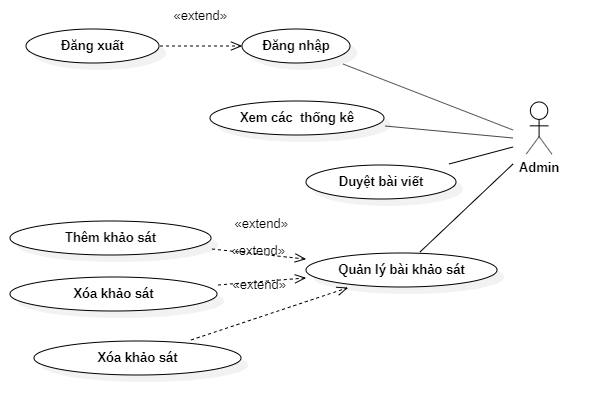 «extend»
Đăng xuất
Đăng nhập
Xem các thống kê
Admin
Duyệt bài viết
«extend»
Thêm khảo sát
«extend»
Quản lý bài khảo sát
«extend»
Xóa khảo sát
Xóa khảo sát